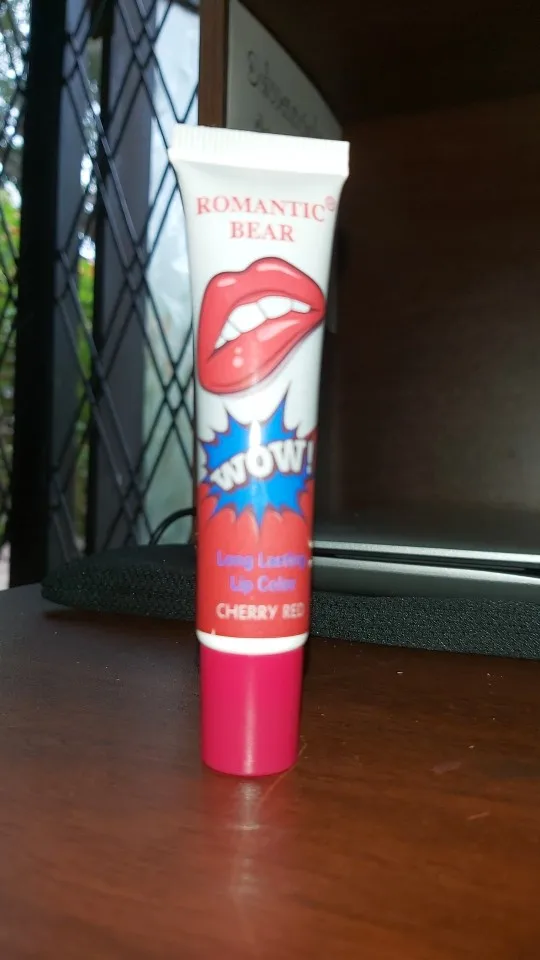 ROMANTIC®
BEAR
WOW!
Long Lasting
Lip Color
CHERRY RED